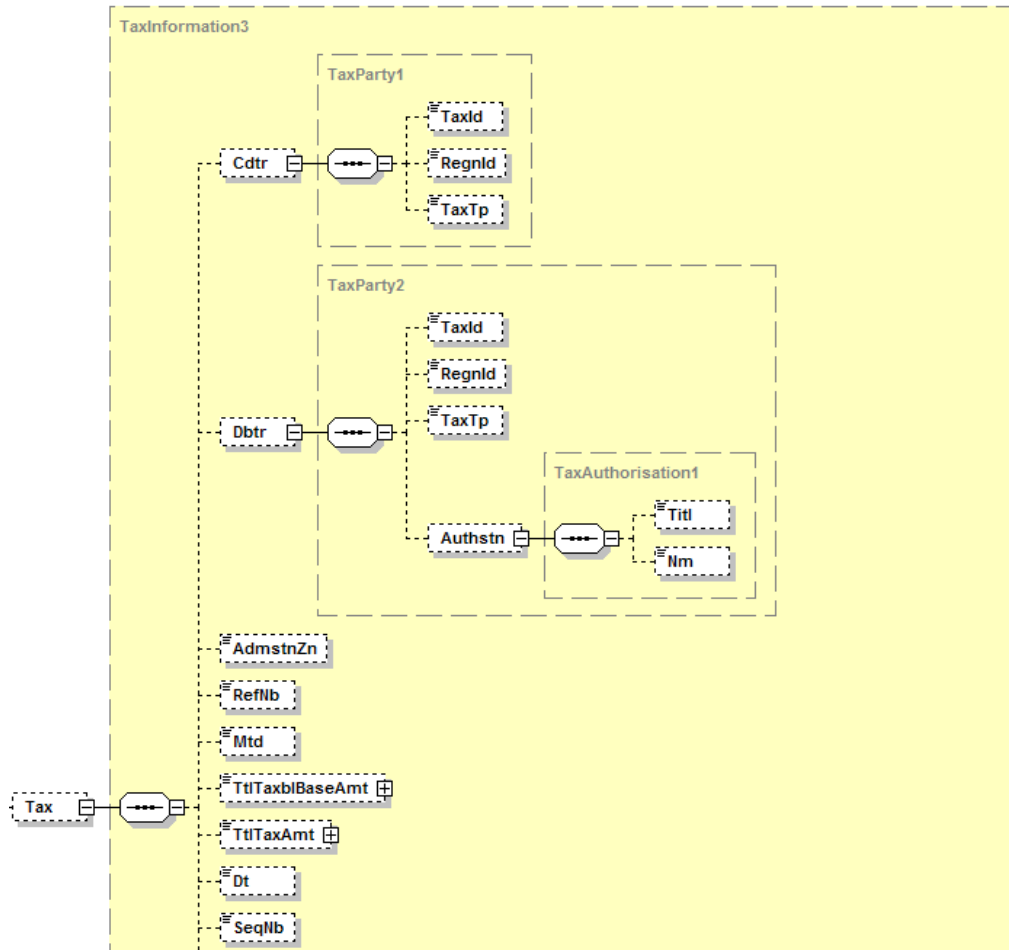 TaxInformation3
TaxParty1
TaxId
Cdtr
RegnId
TaxTp
TaxParty2
TaxId
RegnId
TaxTp
Dbtr
TaxAuthorisation1
Titl
Authstn
Nm
AdmstnZn
RefNb
Mtd
TtlTaxblBaseAmt
Tax
TtlTaxAmt
Dt
SeqNb